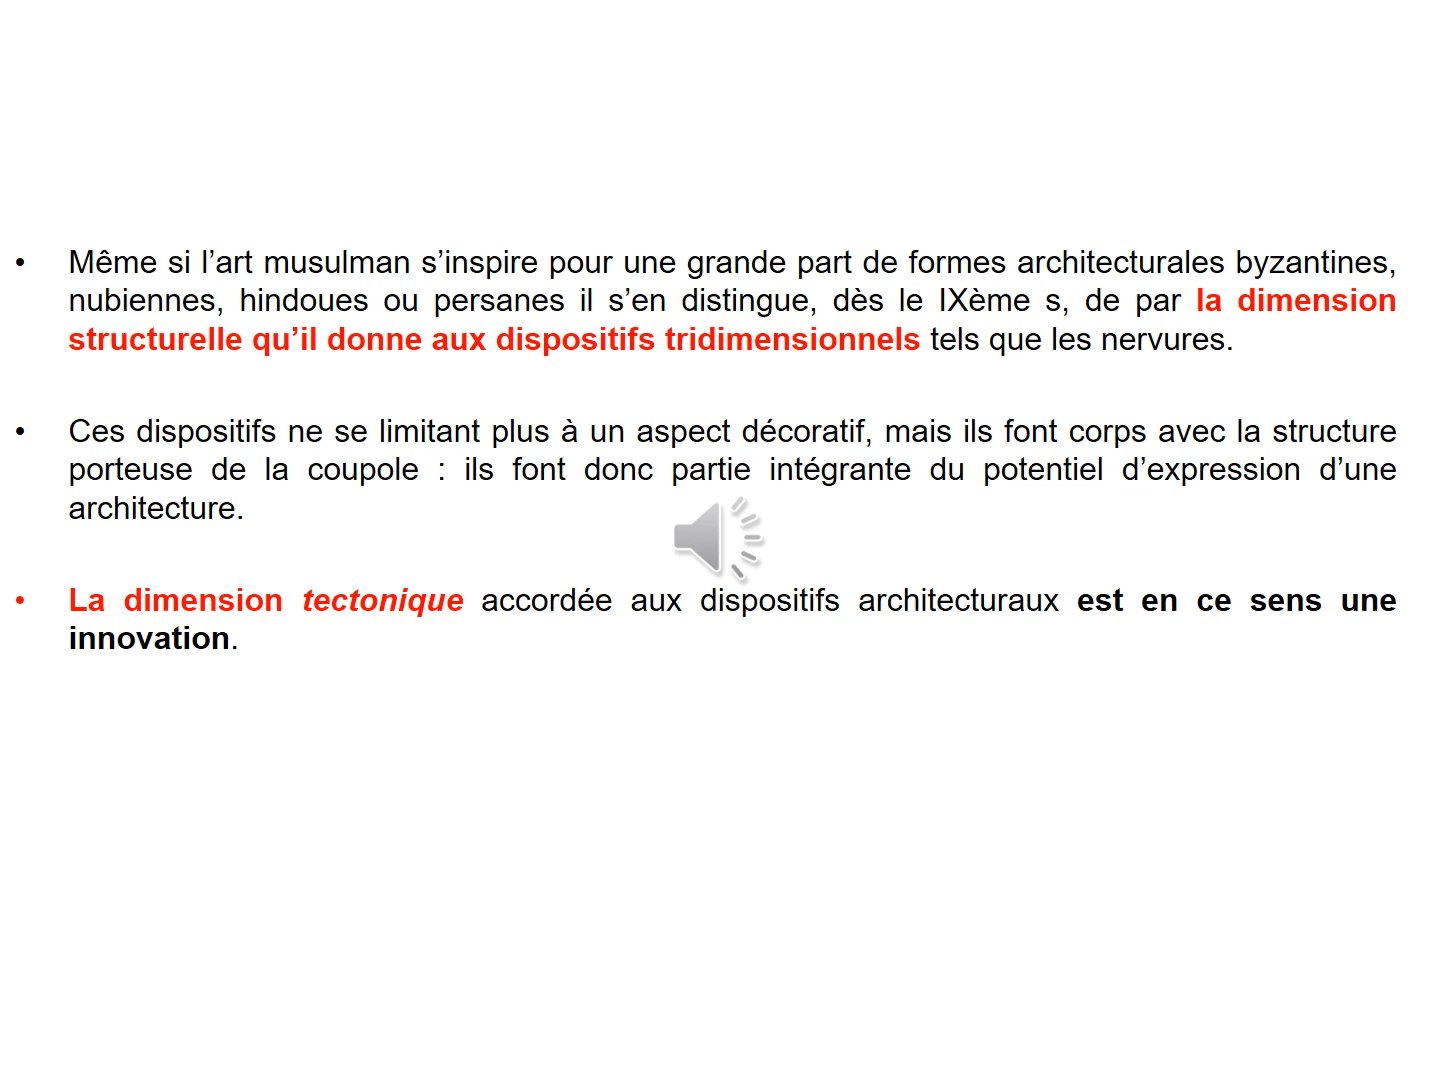 • Même si l’art musulman s’inspire pour une grande part de formes architecturales byzantines,
nubiennes, hindoues ou persanes il s’en distingue, dès le IXème s, de par la dimension
structurelle qu’il donne aux dispositifs tridimensionnels tels que les nervures.
• Ces dispositifs ne se limitant plus à un aspect décoratif, mais ils font corps avec la structure
porteuse de la coupole : ils font donc partie intégrante du potentiel d’expression d’une
architecture.
• La dimension tectonique accordée aux dispositifs architecturaux est en ce sens une
innovation.